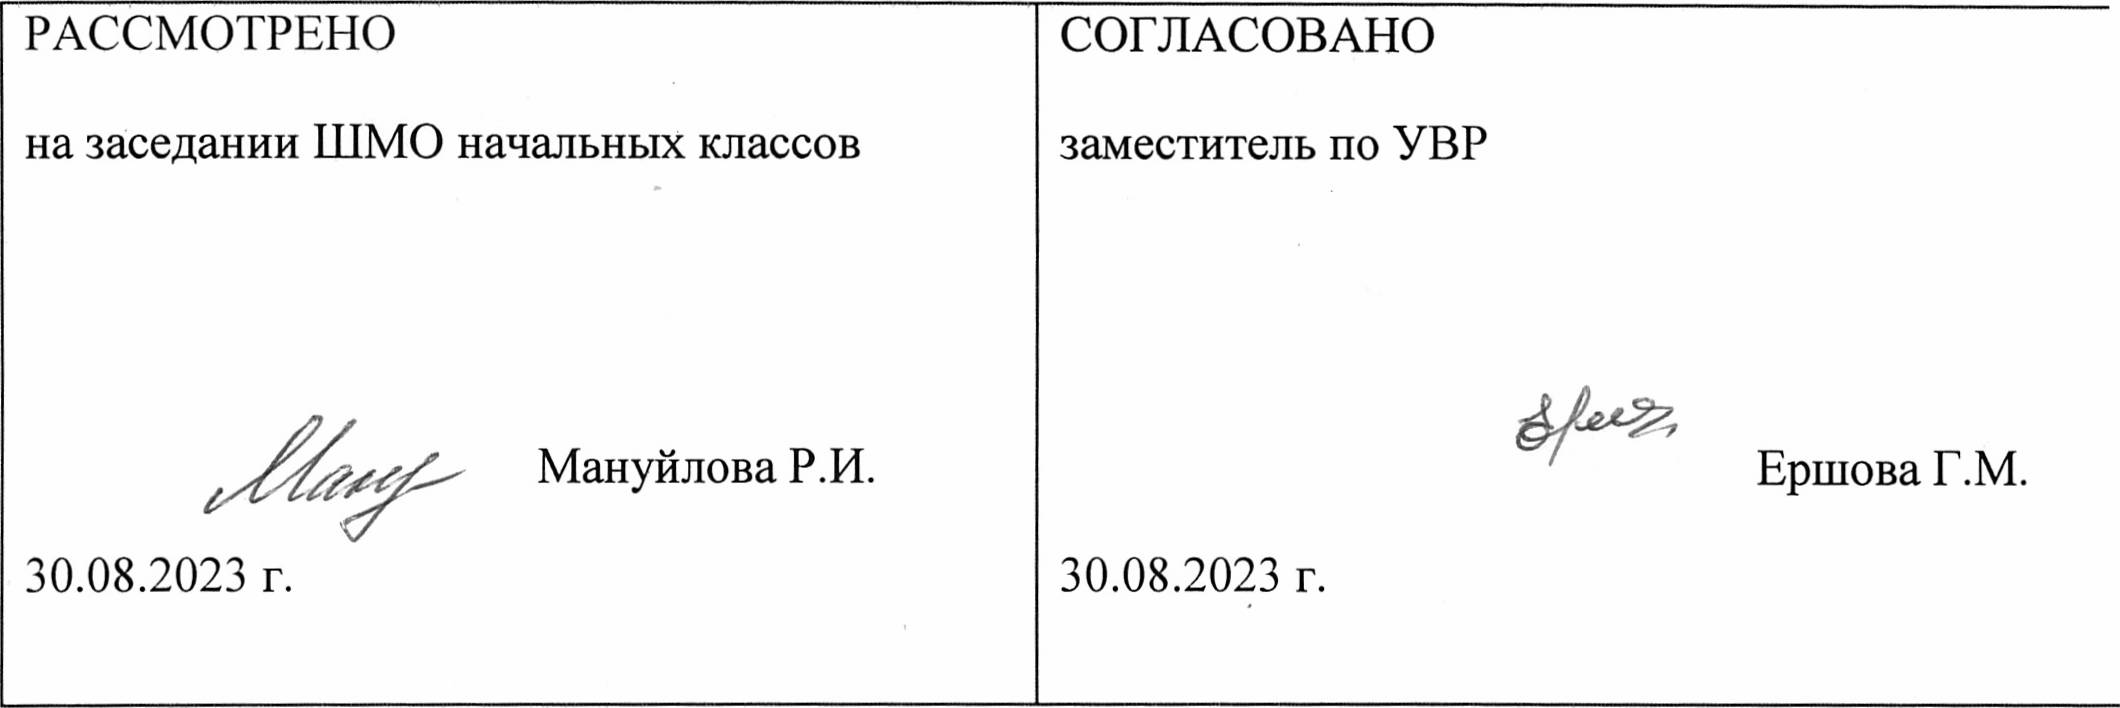 РАССМОТРЕНО
на заседании ШМО начальных классов
Мануйлова Р.И.
30.08.2023 г.
СОГЛАСОВАНО
заместитель по УВР
Ершова Г.М.
30.08.2023 г.